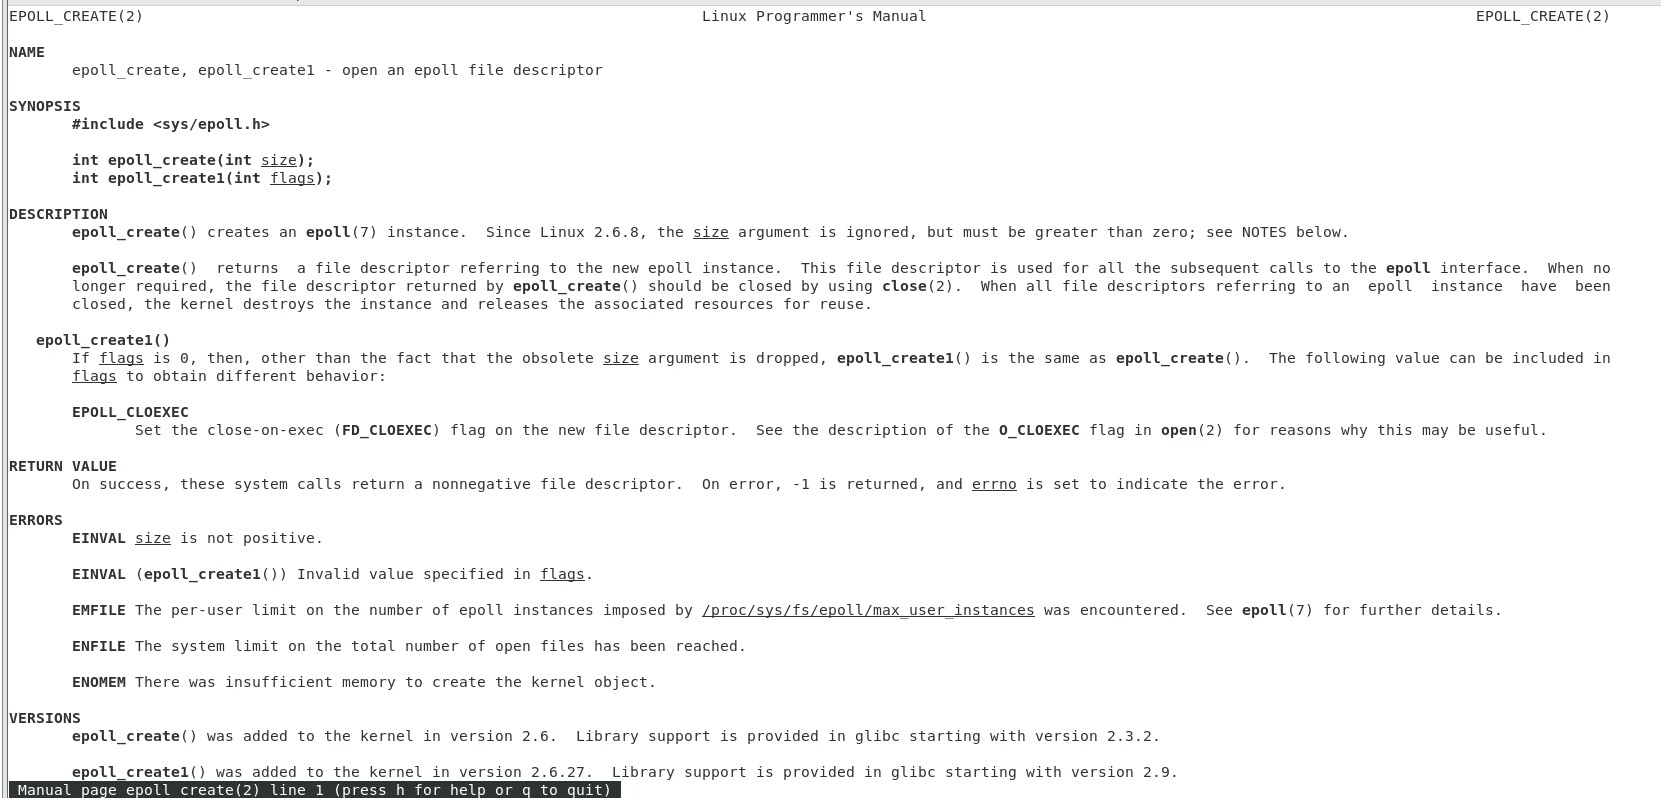 EPOLL_CREATE(2) Linux Programmer's Manual EPOLL_CREATE(2)
NAME
epoll_create, epoll_create1 - open an epoll file descriptor
SYNOPSIS
#include <sys/epoll.h>
int epoll_create(int size);
int epoll_create1(int flags);
DESCRIPTION
epoll_create() creates an epoll(7) instance.  Since Linux 2.6.8, the size argument is ignored, but must be greater than zero; see NOTES below.
epoll_create()  returns  a file descriptor referring to the new epoll instance.  This file descriptor is used for all the subsequent calls to the epoll interface.  When no
longer required, the file descriptor returned by epoll_create() should be closed by using close(2).  When all file descriptors referring to an  epoll  instance  have  been
closed, the kernel destroys the instance and releases the associated resources for reuse.
epoll_create1()
If flags is 0, then, other than the fact that the obsolete size argument is dropped, epoll_create1() is the same as epoll_create().  The following value can be included in
flags to obtain different behavior:
EPOLL_CLOEXEC
Set the close-on-exec (FD_CLOEXEC) flag on the new file descriptor.  See the description of the O_CLOEXEC flag in open(2) for reasons why this may be useful.
RETURN VALUE
On success, these system calls return a nonnegative file descriptor.  On error, -1 is returned, and errno is set to indicate the error.
ERRORS
EINVAL size is not positive.
EINVAL (epoll_create1()) Invalid value specified in flags.
EMFILE The per-user limit on the number of epoll instances imposed by /proc/sys/fs/epoll/max_user_instances was encountered.  See epoll(7) for further details.
ENFILE The system limit on the total number of open files has been reached.
ENOMEM There was insufficient memory to create the kernel object.
VERSIONS
epoll_create() was added to the kernel in version 2.6.  Library support is provided in glibc starting with version 2.3.2.
epoll_create1() was added to the kernel in version 2.6.27.  Library support is provided in glibc starting with version 2.9.
Manual page epoll_create(2) line 1 (press h for help or q to quit)